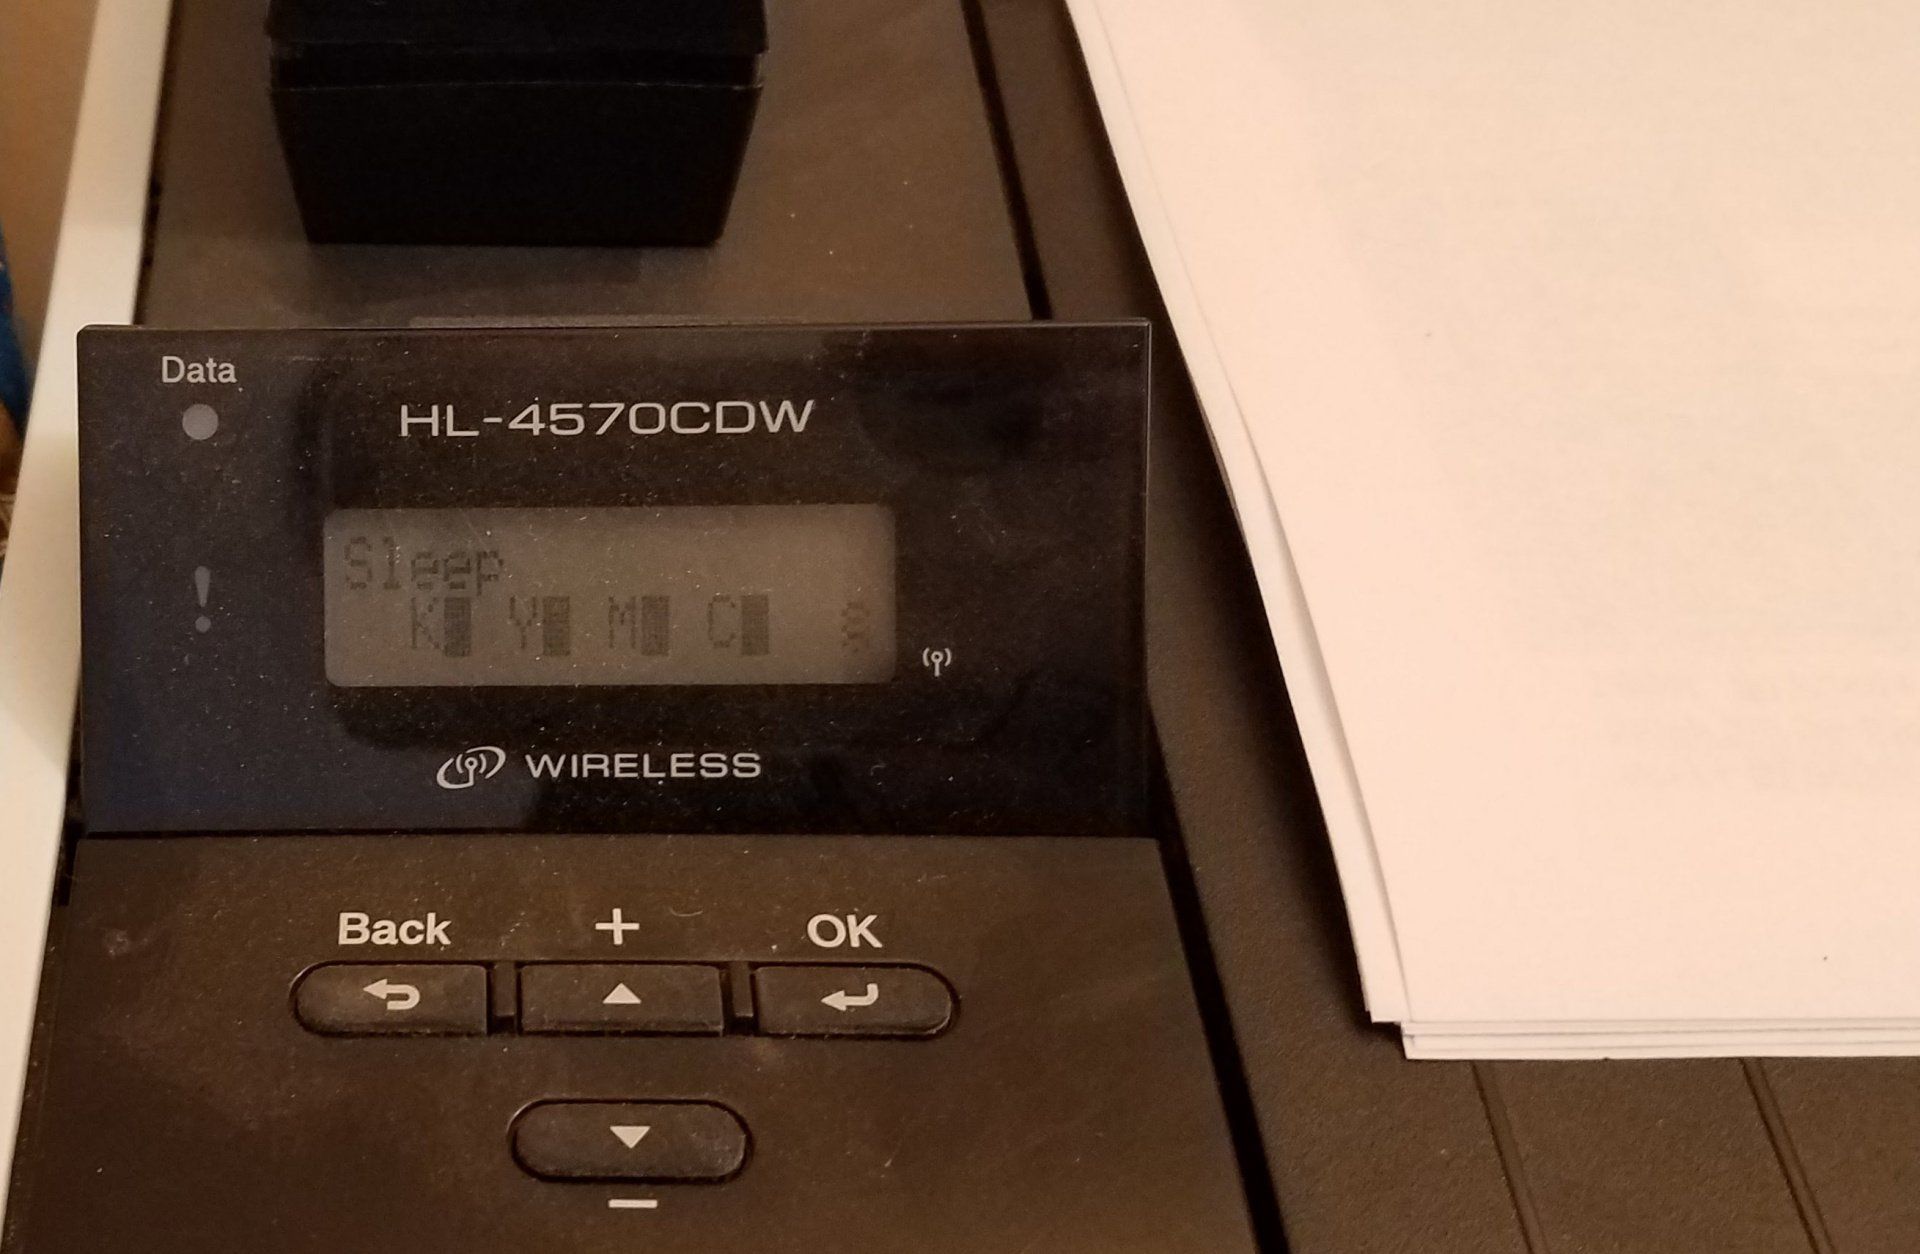 Data
HL-4570CDW
Sleep
K Y M C
WIRELESS
Back + OK